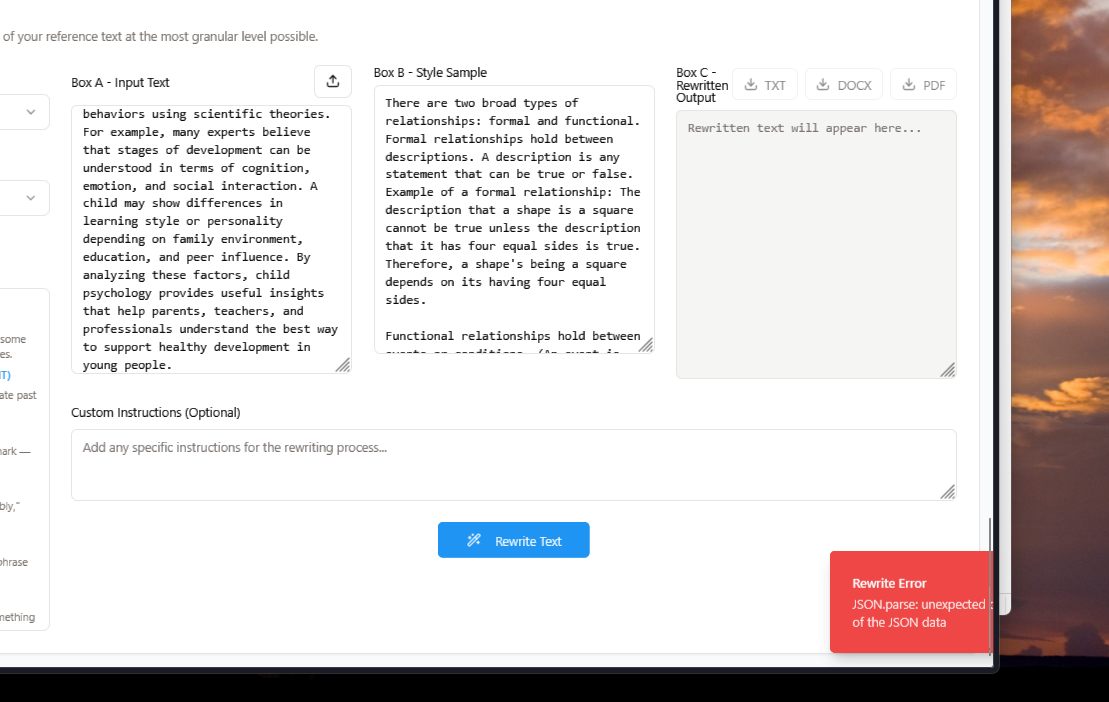 of your reference text at the most granular level possible.
Box A - Input Text
behaviors using scientific theories.
For example, many experts believe
that stages of development can be
understood in terms of cognition,
emotion, and social interaction. A
child may show differences in
learning style or personality
depending on family environment,
education, and peer influence. By
analyzing these factors, child
psychology provides useful insights
that help parents, teachers, and
professionals understand the best way
to support healthy development in
young people.
Box B - Style Sample
There are two broad types of
relationships: formal and functional.
Formal relationships hold between
descriptions. A description is any
statement that can be true or false.
Example of a formal relationship: The
description that a shape is a square
cannot be true unless the description
that it has four equal sides is true.
Therefore, a shape's being a square
depends on its having four equal
sides.
Functional relationships hold between
events or conditions. (An event is
Box C -
Rewritten
Output
TXT
DOCX
PDF
Rewritten text will appear here...
some
es.
IT)
ate past
mark —
bly,"
phrase
mething
Custom Instructions (Optional)
Add any specific instructions for the rewriting process...
Rewrite Text
Rewrite Error
JSON.parse: unexpected
of the JSON data